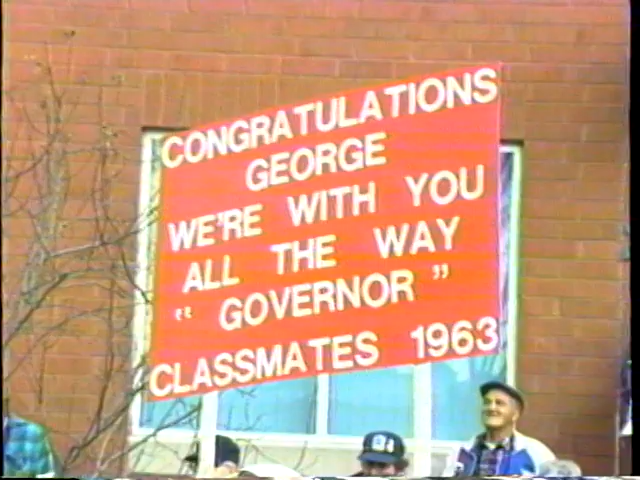 CONGRATULATIONS
GEORGE
WE'RE WITH YOU
ALL THE WAY
“ GOVERNOR ”
CLASSMATES 1963